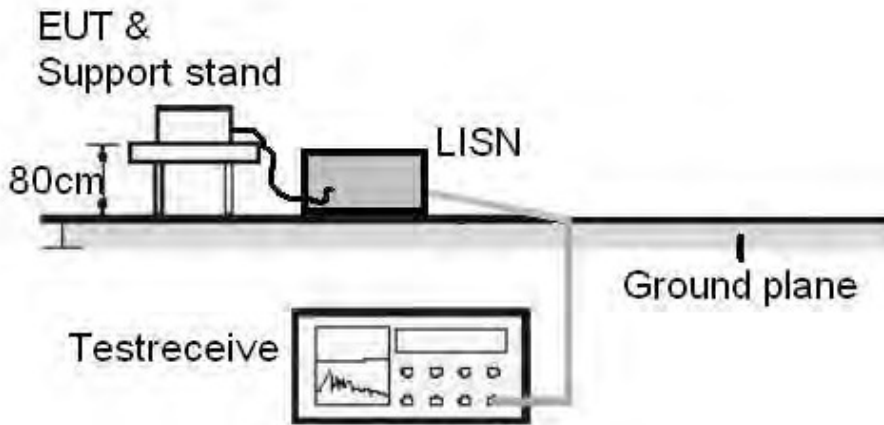 EUT &
Support stand
LISN
80cm
Ground plane
Testreceive